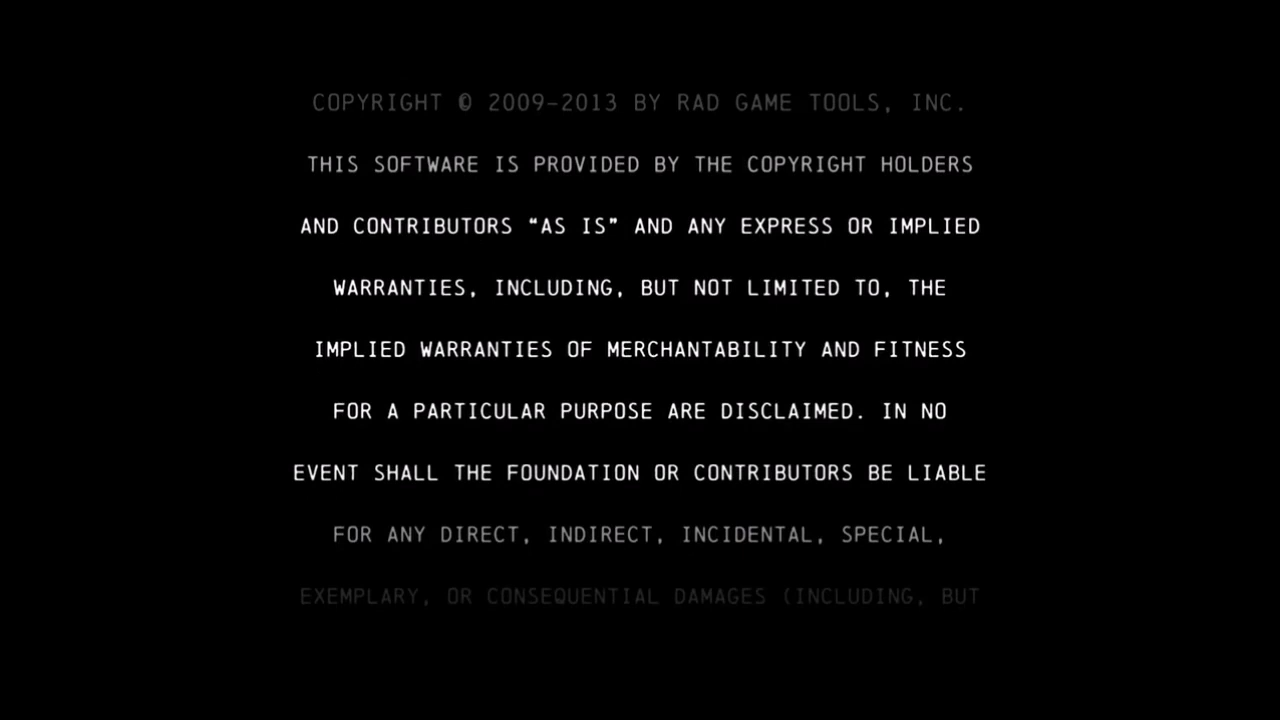 COPYRIGHT © 2009-2013 BY RAD GAME TOOLS, INC.
THIS SOFTWARE IS PROVIDED BY THE COPYRIGHT HOLDERS
AND CONTRIBUTORS “AS IS” AND ANY EXPRESS OR IMPLIED
WARRANTIES, INCLUDING, BUT NOT LIMITED TO, THE
IMPLIED WARRANTIES OF MERCHANTABILITY AND FITNESS
FOR A PARTICULAR PURPOSE ARE DISCLAIMED. IN NO
EVENT SHALL THE FOUNDATION OR CONTRIBUTORS BE LIABLE
FOR ANY DIRECT, INDIRECT, INCIDENTAL, SPECIAL,
EXEMPLARY, OR CONSEQUENTIAL DAMAGES (INCLUDING, BUT